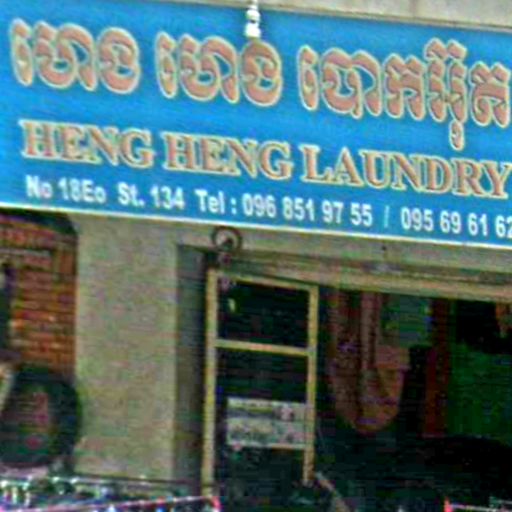 ហេង ហេង បោកអ៊ុត
HENG HENG LAUNDRY
No 18Eo St. 134 Tel : 096 851 97 55 / 095 69 61 62